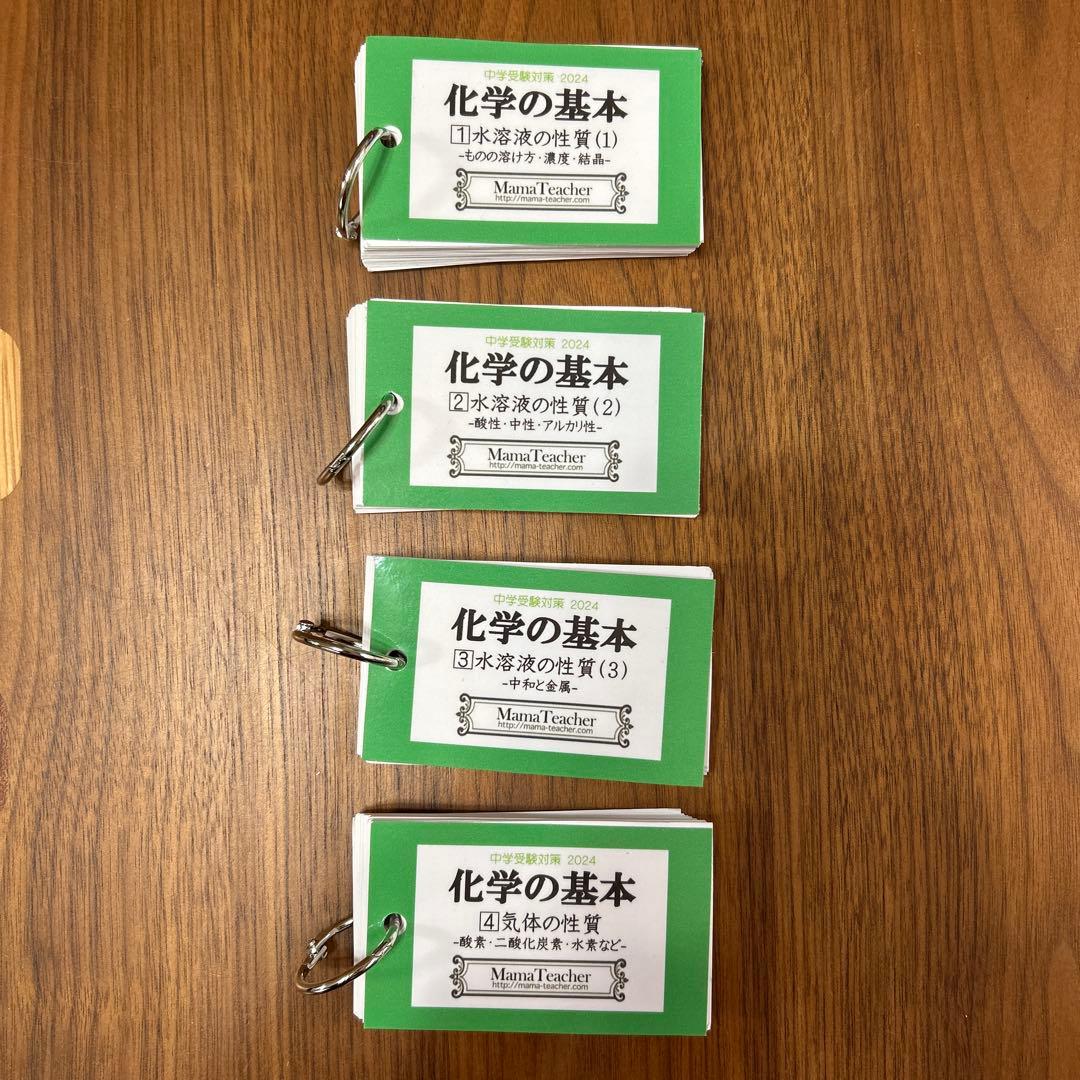 中学受験対策 2024
化学の基本
1 水溶液の性質(1)
-ものの溶け方・濃度・結晶-
MamaTeacher
http://mama-teacher.com
中学受験対策 2024
化学の基本
2 水溶液の性質(2)
-酸性・中性・アルカリ性-
MamaTeacher
http://mama-teacher.com
中学受験対策 2024
化学の基本
3 水溶液の性質(3)
-中和と金属-
MamaTeacher
http://mama-teacher.com
中学受験対策 2024
化学の基本
4 気体の性質
-酸素・二酸化炭素・水素など-
MamaTeacher
http://mama-teacher.com